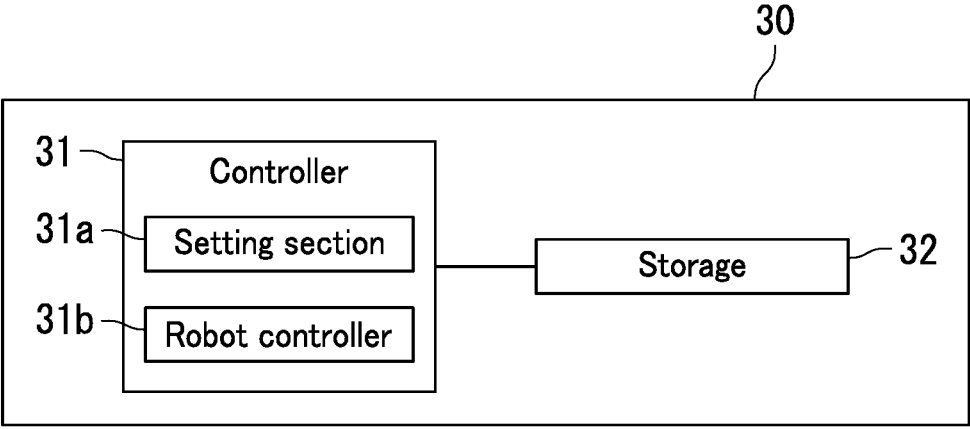 30
31
Controller
31a
Setting section
31b
Robot controller
Storage
32